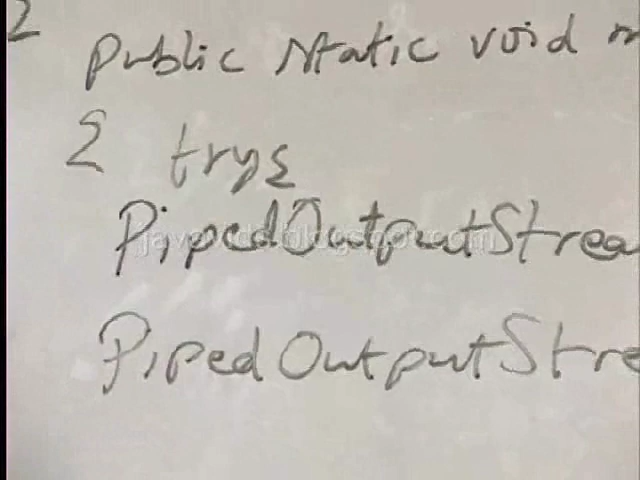 {
public static void m
{ try{
PipedOutputStrea
PipedOutputStre